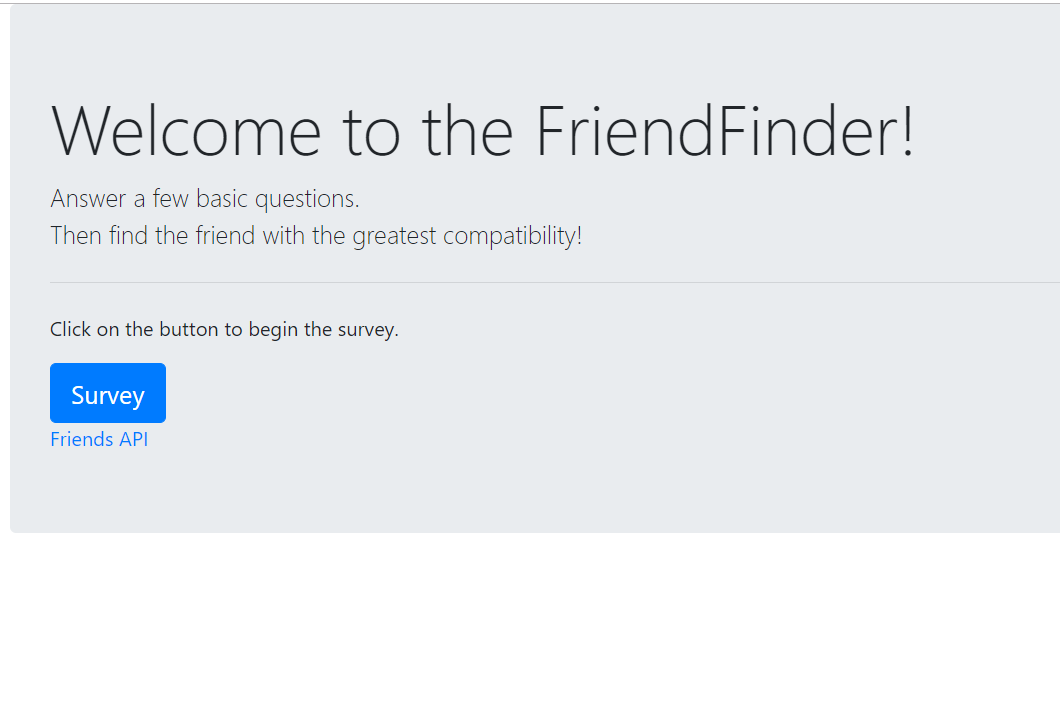 Welcome to the FriendFinder!
Answer a few basic questions.
Then find the friend with the greatest compatibility!
Click on the button to begin the survey.
Survey
Friends API